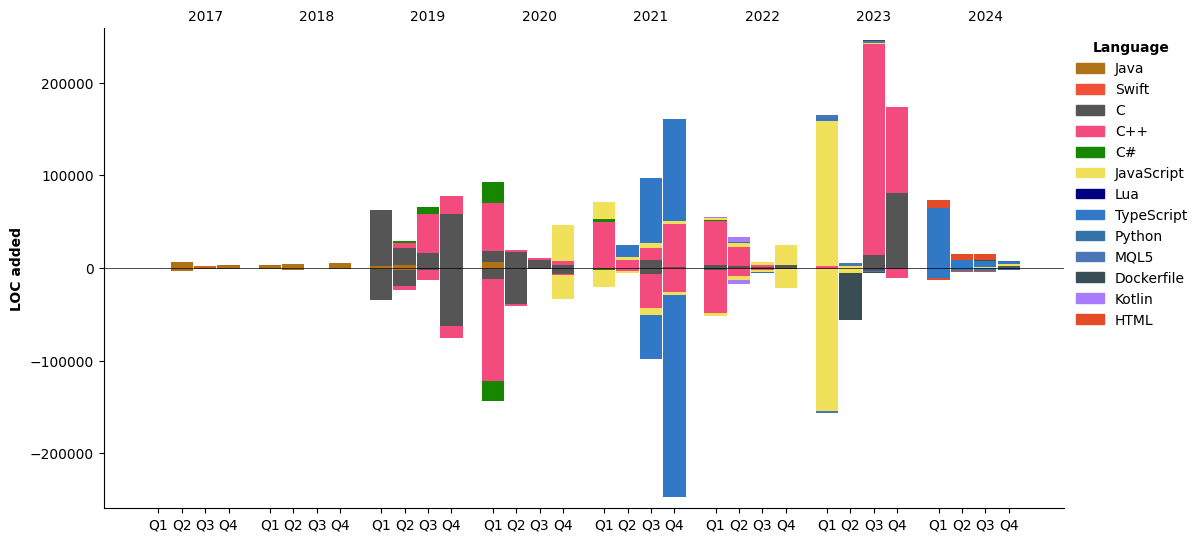 2017 2018 2019 2020 2021 2022 2023 2024
LOC added
200000
100000
0
−100000
−200000
Q1 Q2 Q3 Q4 Q1 Q2 Q3 Q4 Q1 Q2 Q3 Q4 Q1 Q2 Q3 Q4 Q1 Q2 Q3 Q4 Q1 Q2 Q3 Q4 Q1 Q2 Q3 Q4 Q1 Q2 Q3 Q4
Language
Java
Swift
C
C++
C#
JavaScript
Lua
TypeScript
Python
MQL5
Dockerfile
Kotlin
HTML